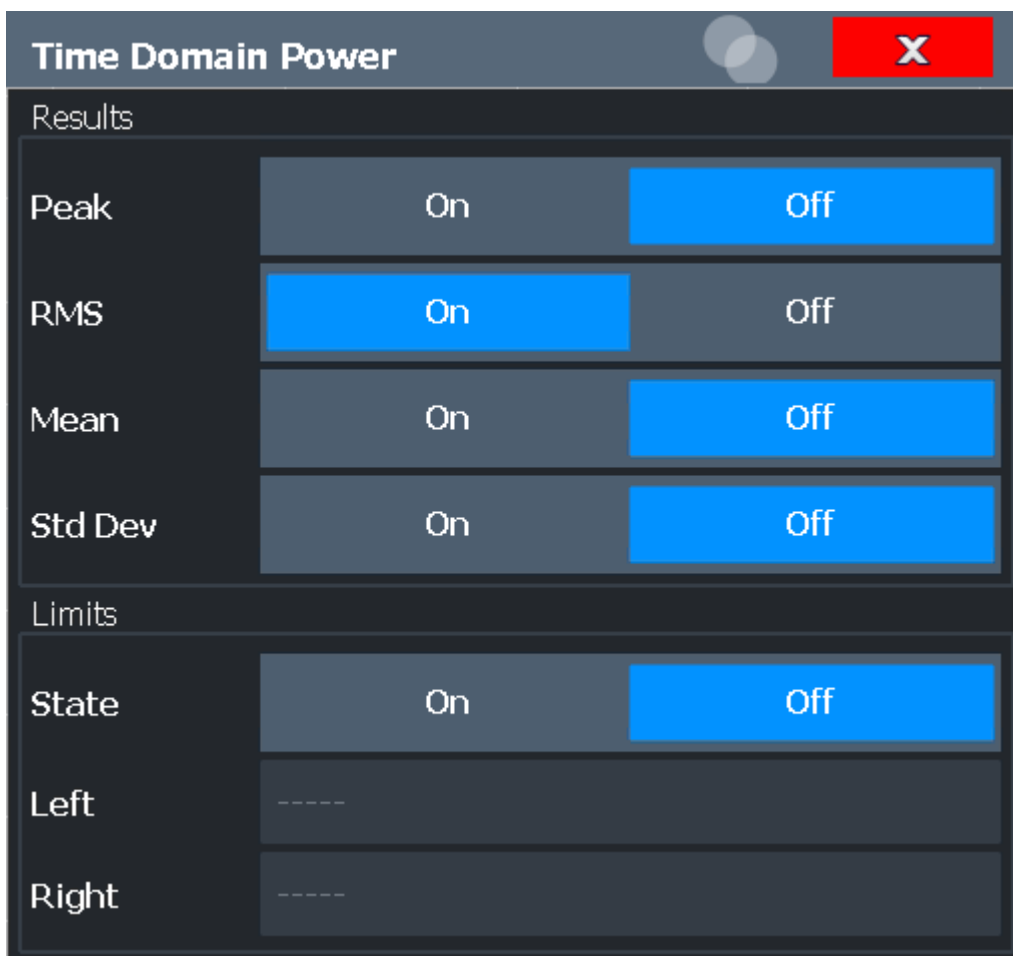 Time Domain Power X
Results
Peak On Off
RMS On Off
Mean On Off
Std Dev On Off
Limits
State On Off
Left -----
Right -----